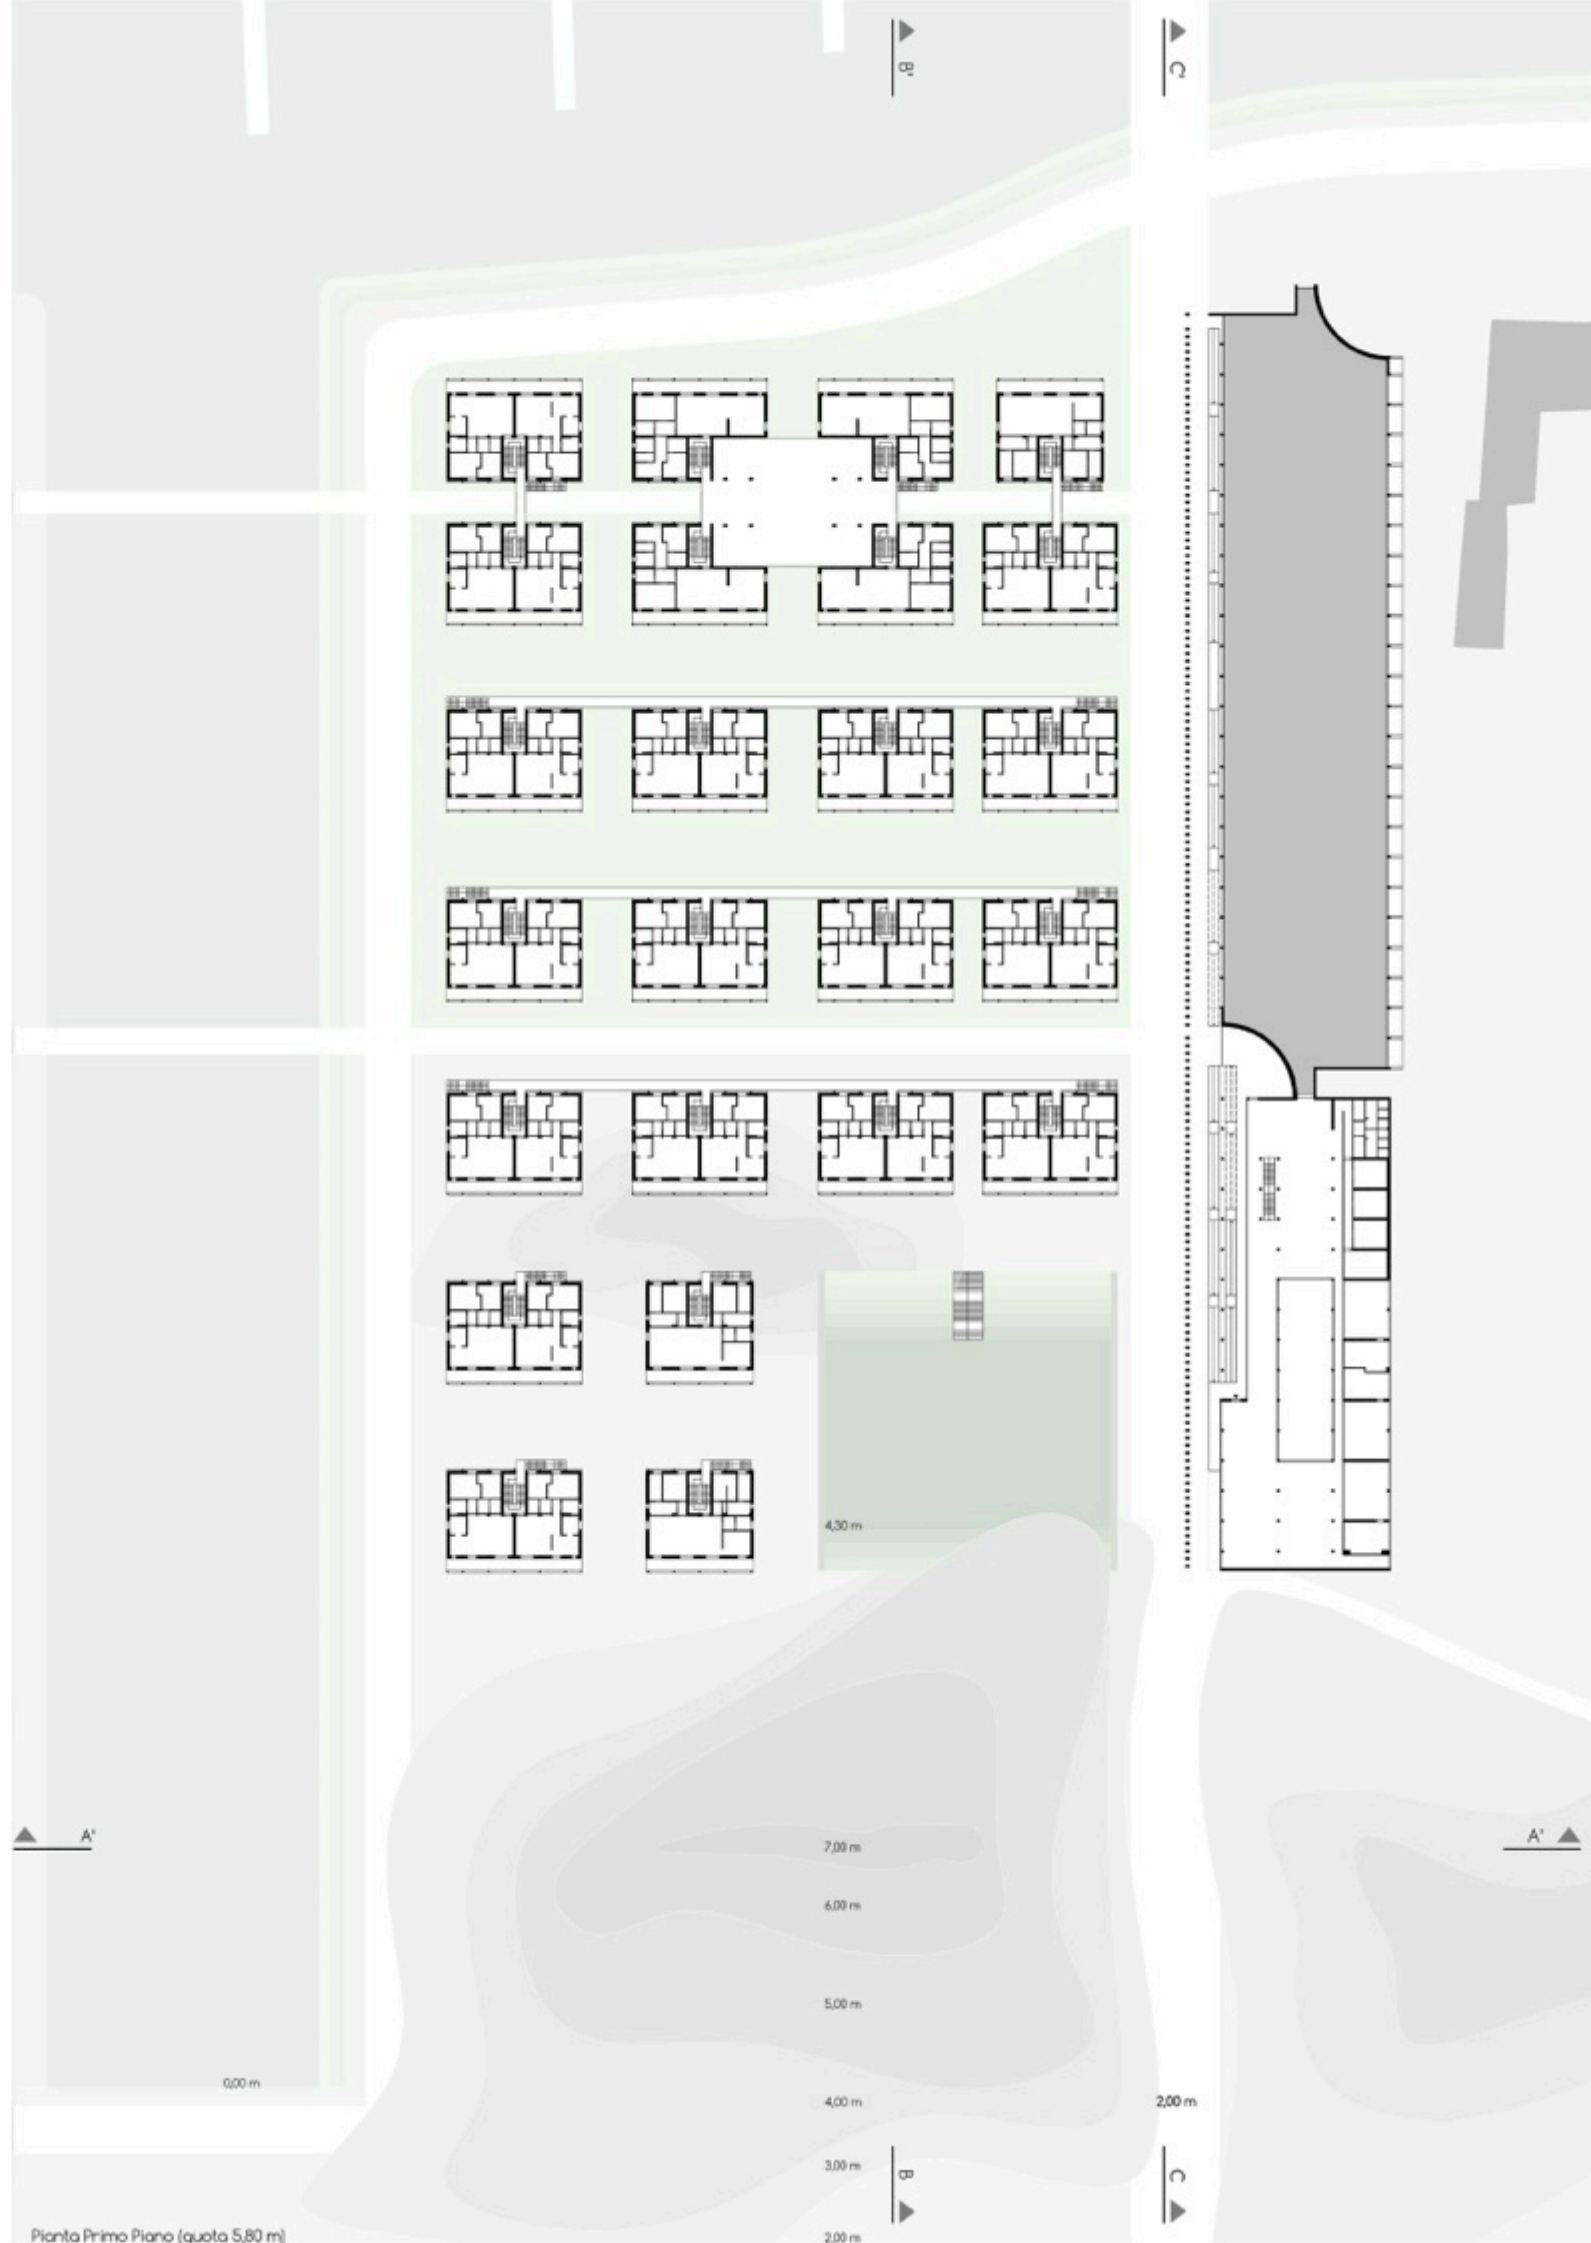 B'
C'
4,30 m
A'
A'
7,00 m
6,00 m
5,00 m
0,00 m
4,00 m
2,00 m
3,00 m
B
C
Pianta Primo Piano (quota 5,80 m)
2,00 m